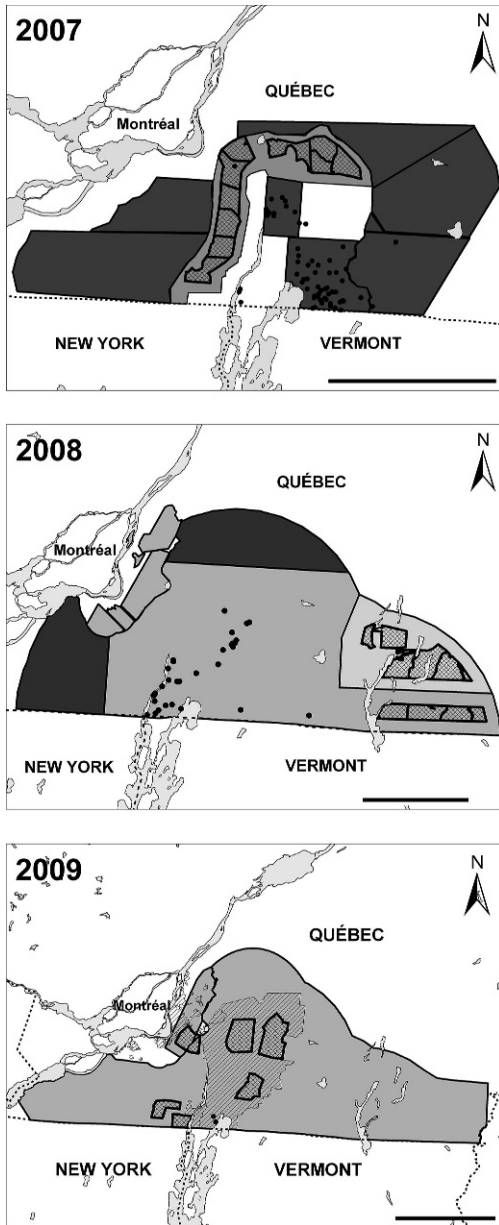 2007
N
QUÉBEC
Montréal
NEW YORK VERMONT
2008
N
QUÉBEC
Montréal
NEW YORK VERMONT
2009
N
QUÉBEC
Montréal
NEW YORK VERMONT